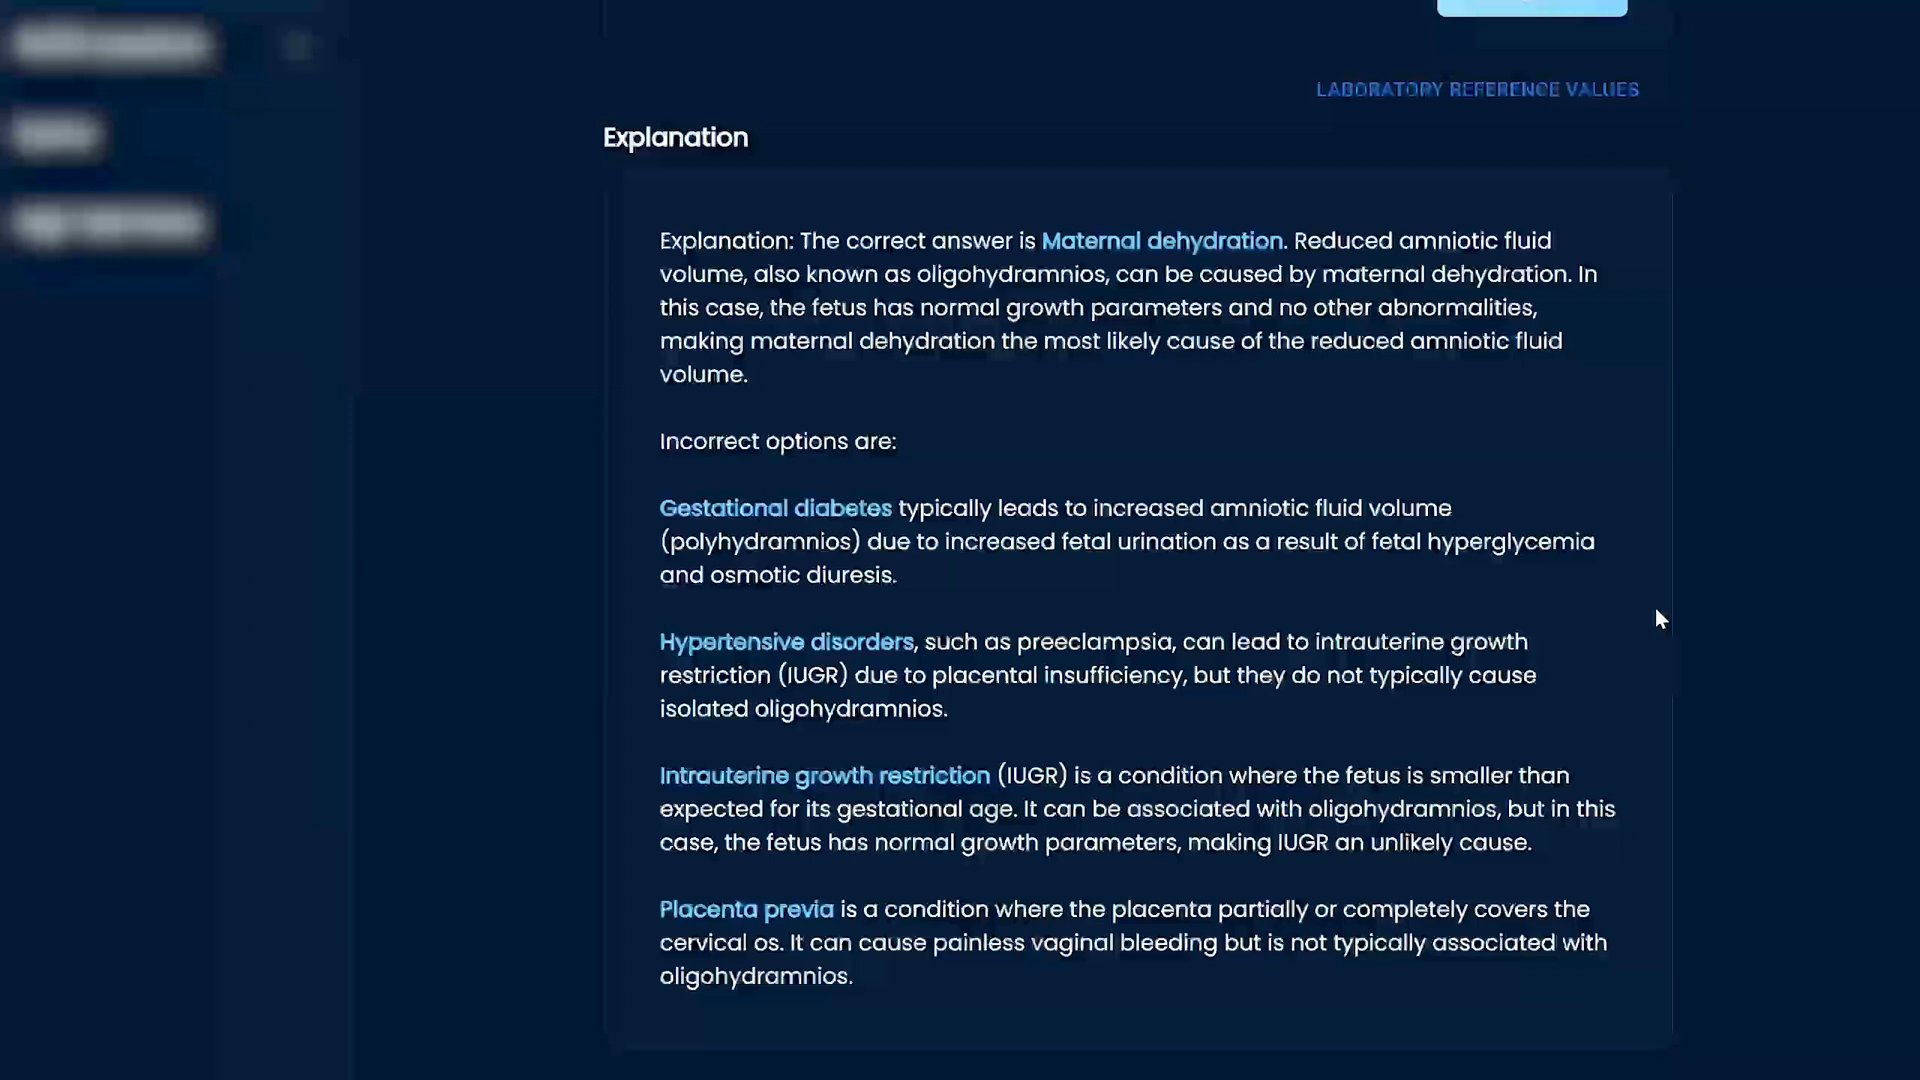 LABORATORY REFERENCE VALUES
Explanation
Explanation: The correct answer is Maternal dehydration. Reduced amniotic fluid
volume, also known as oligohydramnios, can be caused by maternal dehydration. In
this case, the fetus has normal growth parameters and no other abnormalities,
making maternal dehydration the most likely cause of the reduced amniotic fluid
volume.
Incorrect options are:
Gestational diabetes typically leads to increased amniotic fluid volume
(polyhydramnios) due to increased fetal urination as a result of fetal hyperglycemia
and osmotic diuresis.
Hypertensive disorders, such as preeclampsia, can lead to intrauterine growth
restriction (IUGR) due to placental insufficiency, but they do not typically cause
isolated oligohydramnios.
Intrauterine growth restriction (IUGR) is a condition where the fetus is smaller than
expected for its gestational age. It can be associated with oligohydramnios, but in this
case, the fetus has normal growth parameters, making IUGR an unlikely cause.
Placenta previa is a condition where the placenta partially or completely covers the
cervical os. It can cause painless vaginal bleeding but is not typically associated with
oligohydramnios.